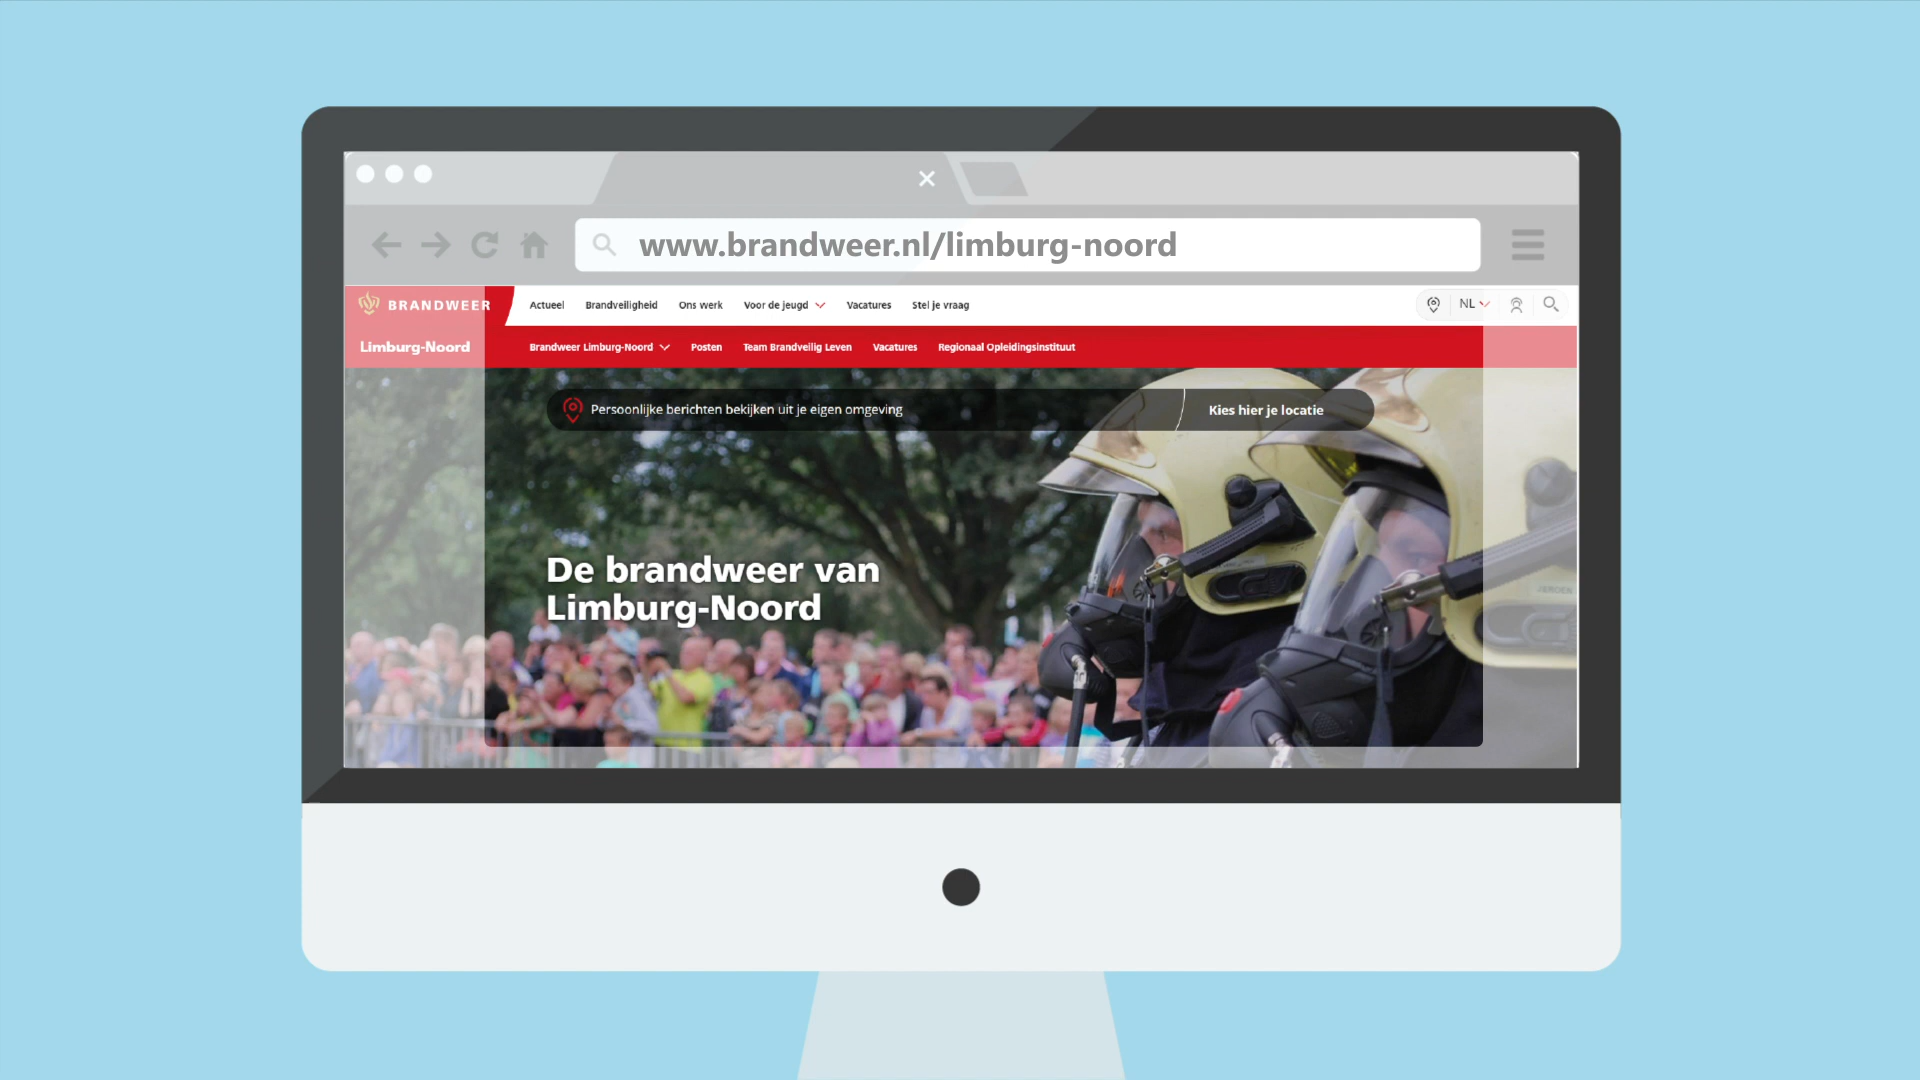 www.brandweer.nl/limburg-noord
BRANDWEER
Actueel Brandveiligheid Ons werk Voor de jeugd Vacatures Stel je vraag
NL
Limburg-Noord
Brandweer Limburg-Noord Posten Team Brandveilig Leven Vacatures Regionaal Opleidingsinstituut
Persoonlijke berichten bekijken uit je eigen omgeving
Kies hier je locatie
De brandweer van
Limburg-Noord
JEROEN